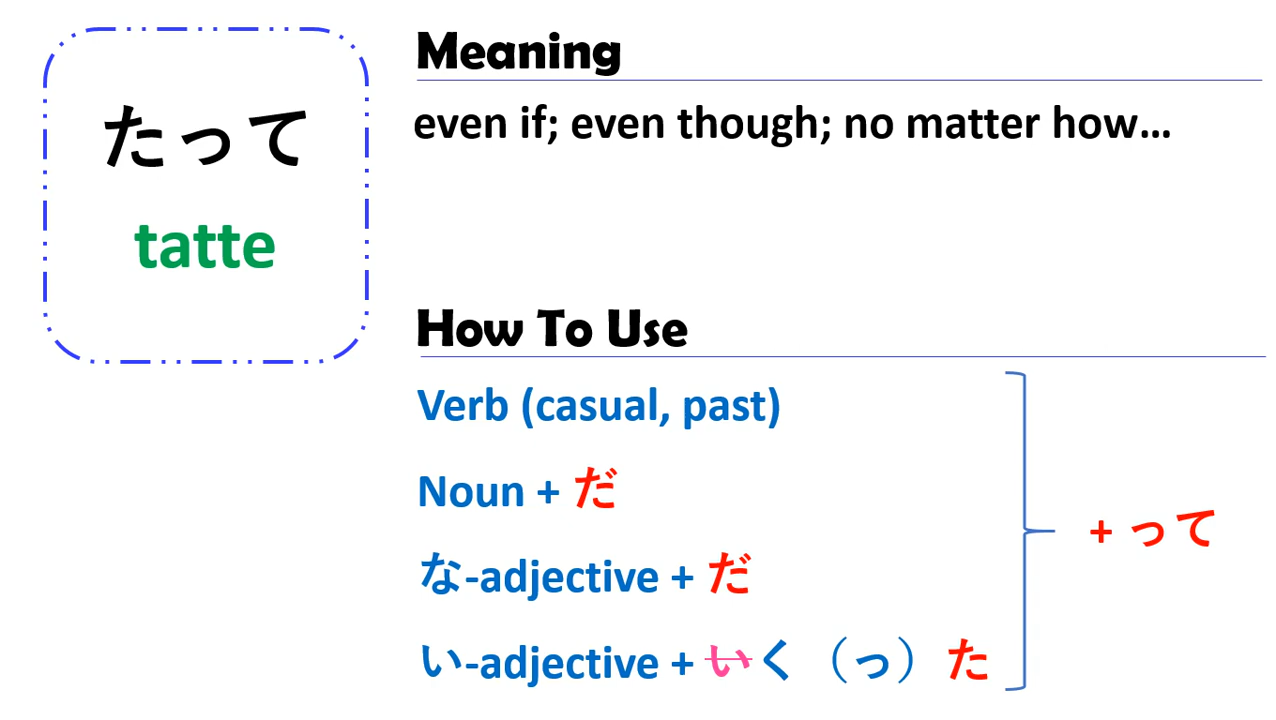 たって
tatte
Meaning
even if; even though; no matter how...
How To Use
Verb (casual, past)
Noun + だ
な-adjective + だ
い-adjective + いく（っ）た
+ って